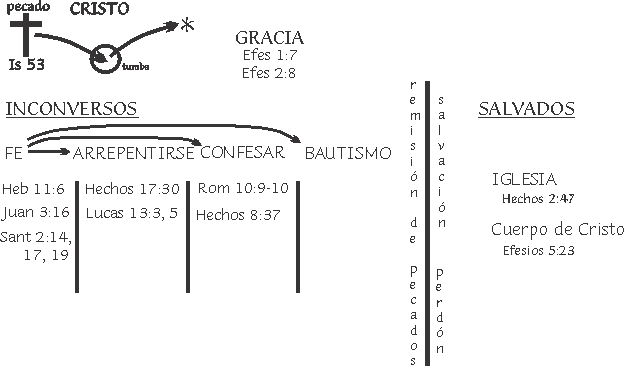 pecado CRISTO
Is 53
tumba
GRACIA
Efes 1:7
Efes 2:8
INCONVERSOS
FE ARREPENTIRSE CONFESAR BAUTISMO
Heb 11:6 Hechos 17:30 Rom 10:9-10
Juan 3:16 Lucas 13:3, 5 Hechos 8:37
Sant 2:14,
17, 19
remisión de pecados
salvación perdón
SALVADOS
IGLESIA
Hechos 2:47
Cuerpo de Cristo
Efesios 5:23